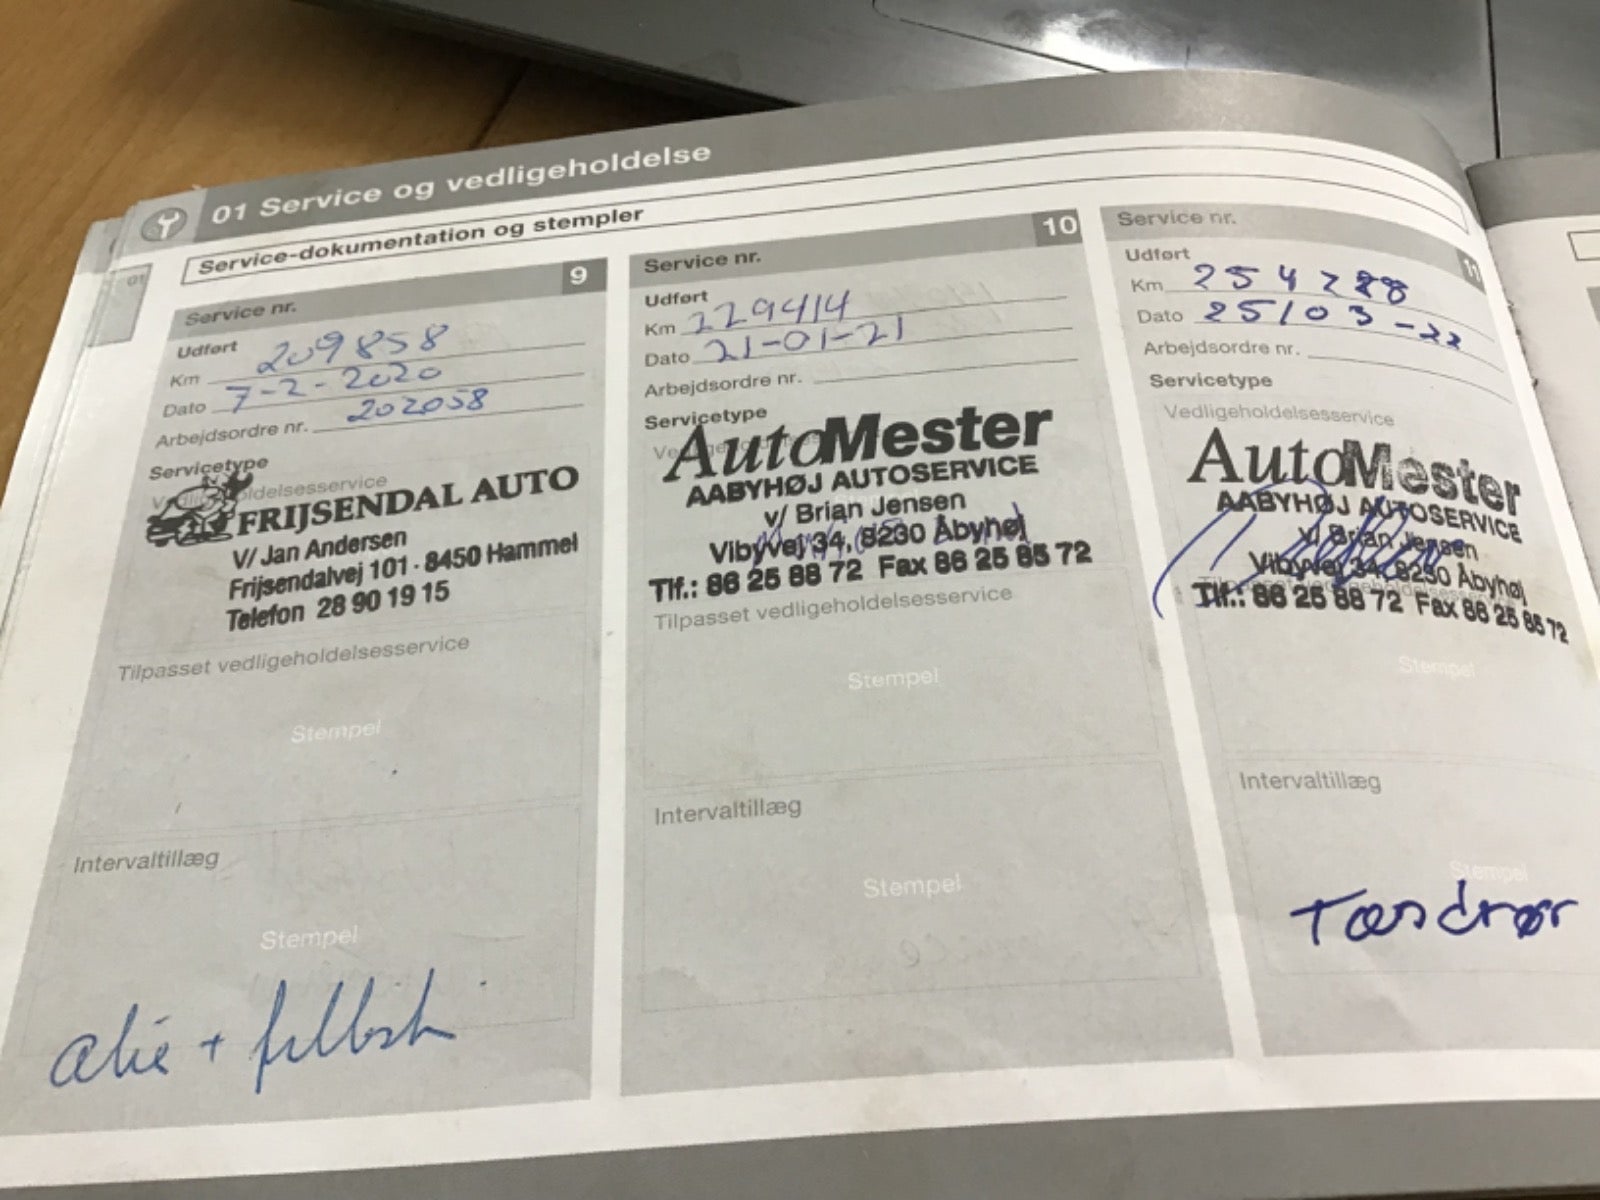 01 Service og vedligeholdelse
01
Service-dokumentation og stempler
Service nr. 9
Udført
Km 209858
Dato 7-2-2020
Arbejdsordre nr. 202058
Servicetype
Vedligeholdelsesservice
FRIJSENDAL AUTO
V/ Jan Andersen
Frijsendalvej 101 · 8450 Hammel
Telefon 28 90 19 15
Tilpasset vedligeholdelsesservice
Stempel
Intervaltillæg
Stempel
olie +
Service nr. 10
Udført
Km 229414
Dato 21-01-21
Arbejdsordre nr.
Servicetype
AutoMester
AABYHØJ AUTOSERVICE
v/ Brian Jensen
Vibyvej 34, 8230 Åbyhøj
Tlf.: 86 25 88 72 Fax 86 25 85 72
Tilpasset vedligeholdelsesservice
Stempel
Intervaltillæg
Stempel
Service nr. 11
Udført
Km 254288
Dato 25/03-22
Arbejdsordre nr.
Servicetype
Vedligeholdelsesservice
AutoMester
AABYHØJ AUTOSERVICE
v/ Brian Jensen
Vibyvej 34, 8230 Åbyhøj
Tlf.: 86 25 88 72 Fax 86 25 85 72
Stempel
Intervaltillæg
Stempel